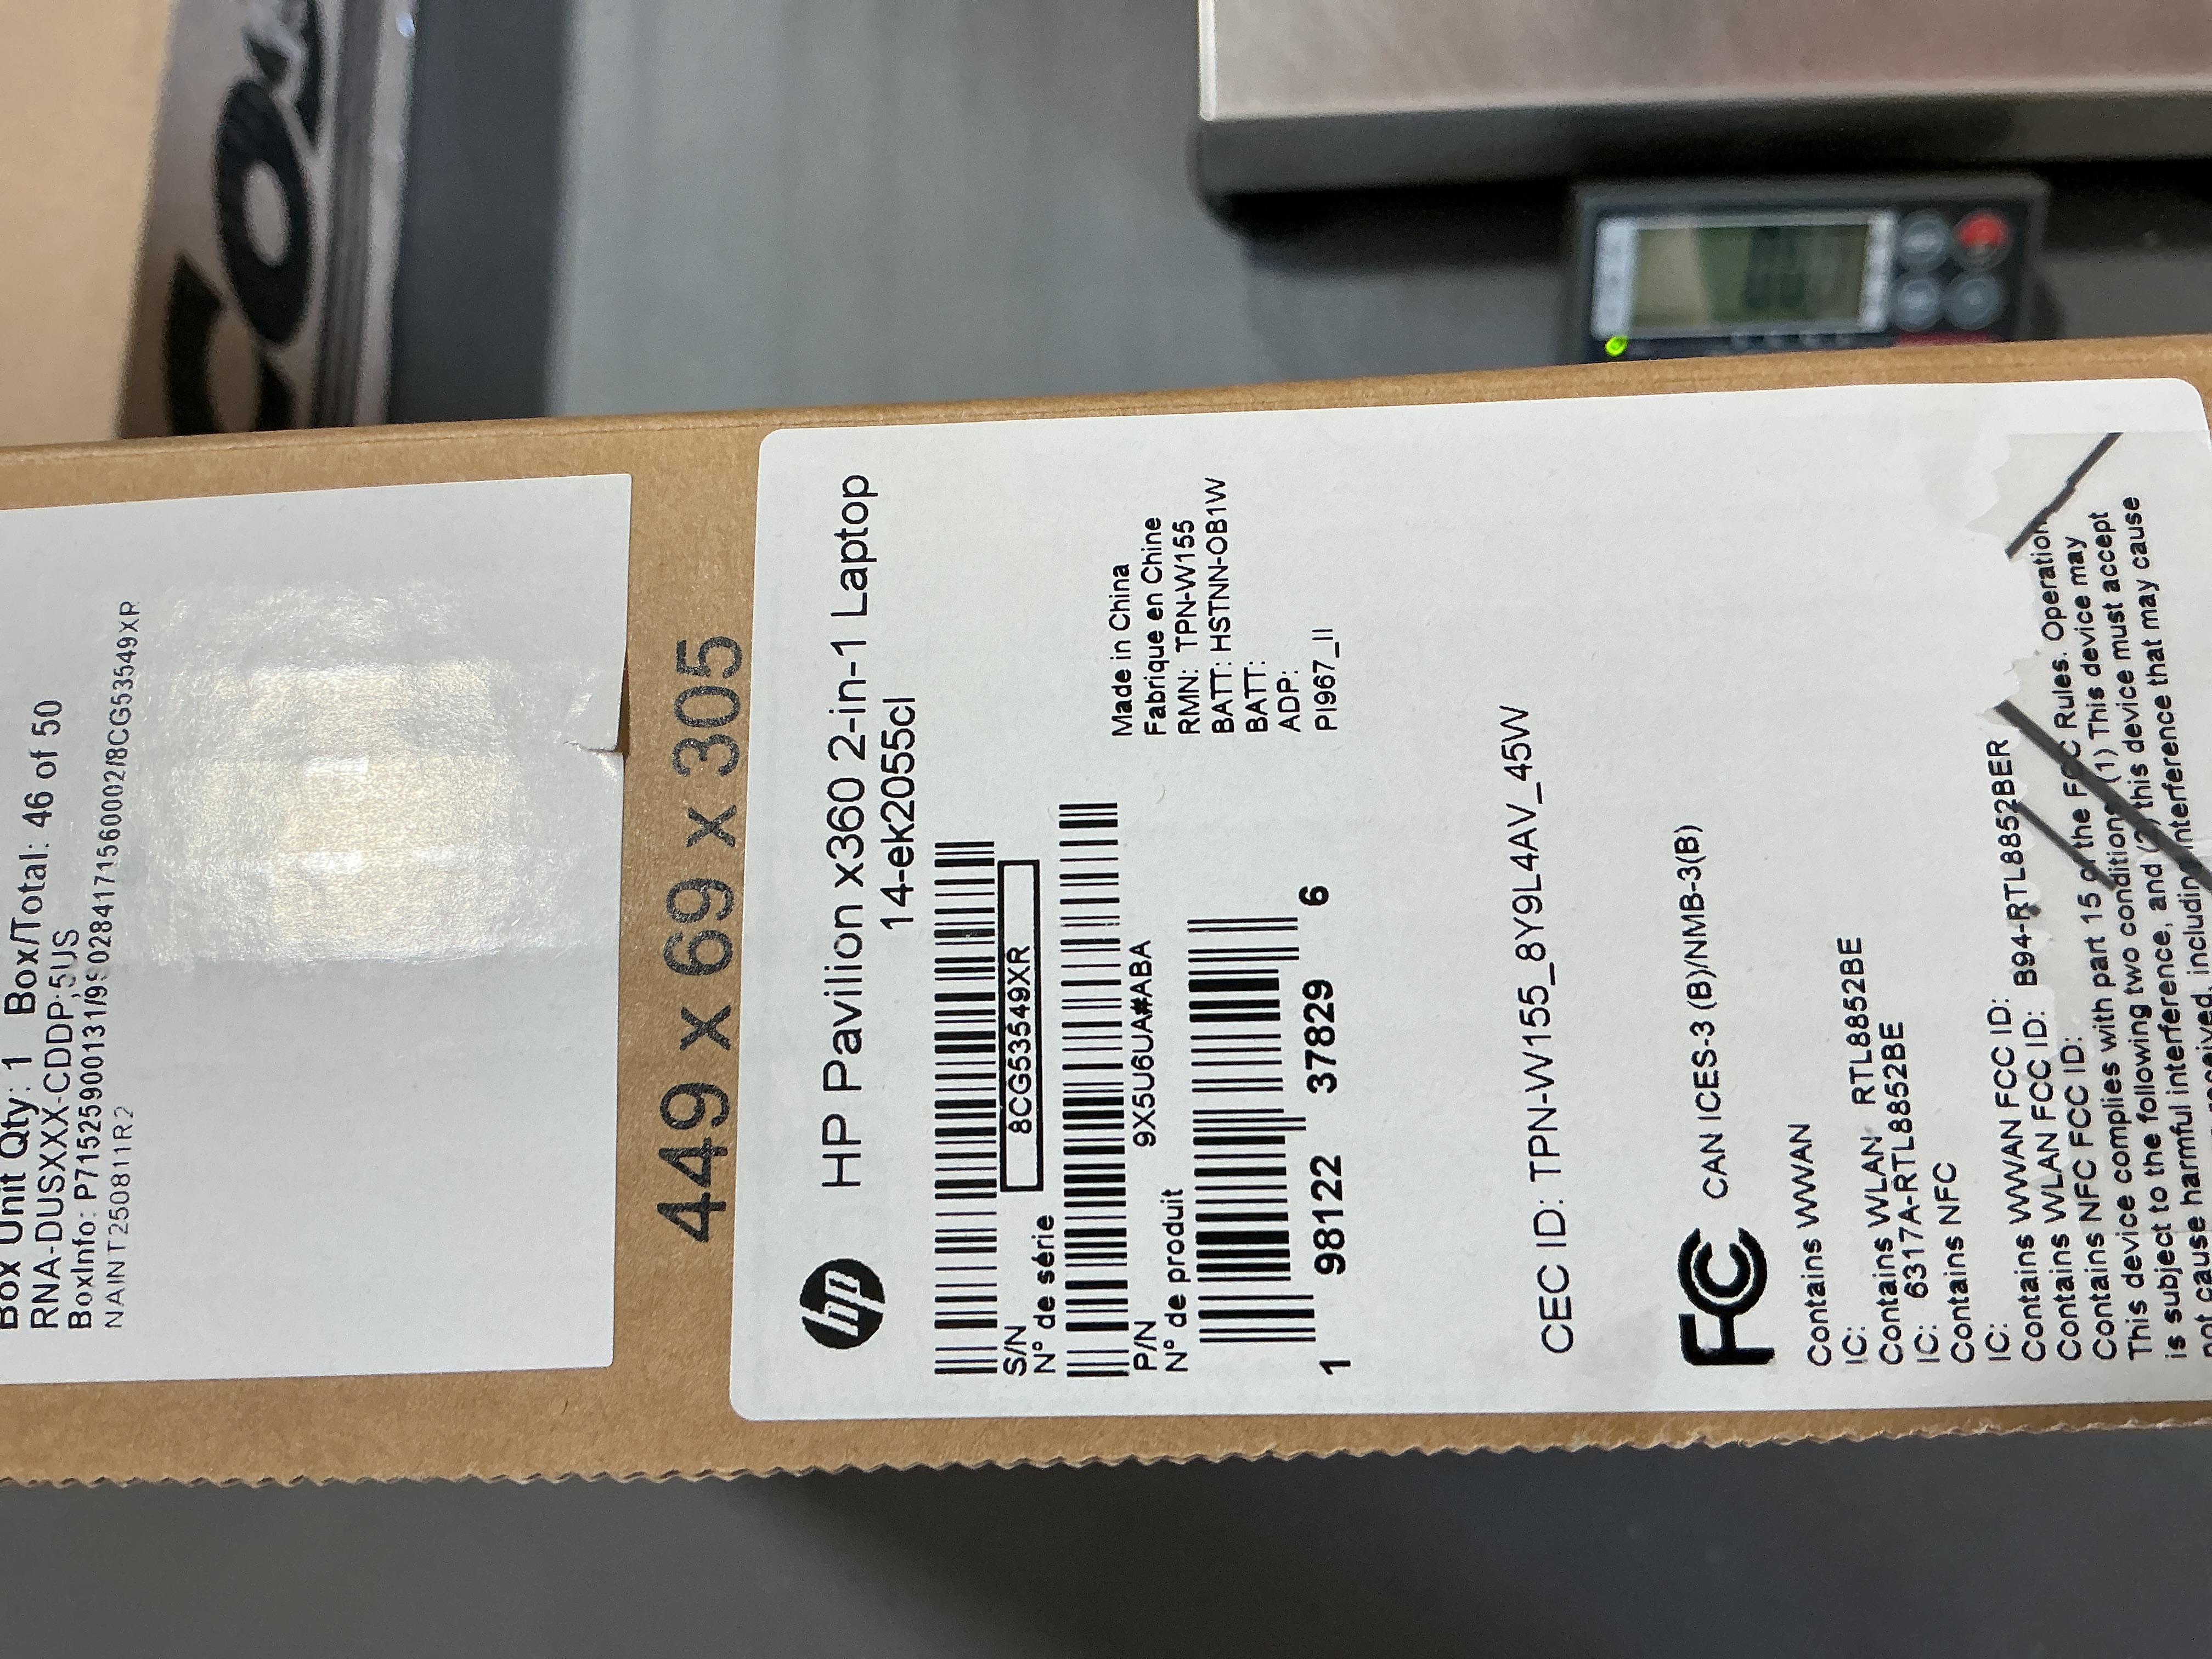 Box Unit Qty: 1 Box/Total: 46 of 50
RNA-DUSXXX-CDDP;5US
NAINT250811R2
449 x 69 x 305
hp
HP Pavilion x360 2-in-1 Laptop
14-ek2055cl
S/N
8CG53549XR
N° de série
P/N
9X5U6UA#ABA
N° de produit
1 98122 37829 6
Made in China
Fabrique en Chine
RMN: TPN-W155
BATT: HSTNN-OB1W
BATT:
ADP:
PI967_II
CEC ID: TPN-W155_8Y9L4AV_45W
FC CAN ICES-3 (B)/NMB-3(B)
Contains WWAN
IC:
Contains WLAN RTL8852BE
IC: 6317A-RTL8852BE
Contains NFC
IC:
Contains WWAN FCC ID:
Contains WLAN FCC ID: B94-RTL8852BER
Contains NFC FCC ID:
This device complies with part 15 of the FCC Rules. Operation
is subject to the following two conditions (1) This device may
not cause harmful interference, and (2) this device must accept
received, including interference that may cause